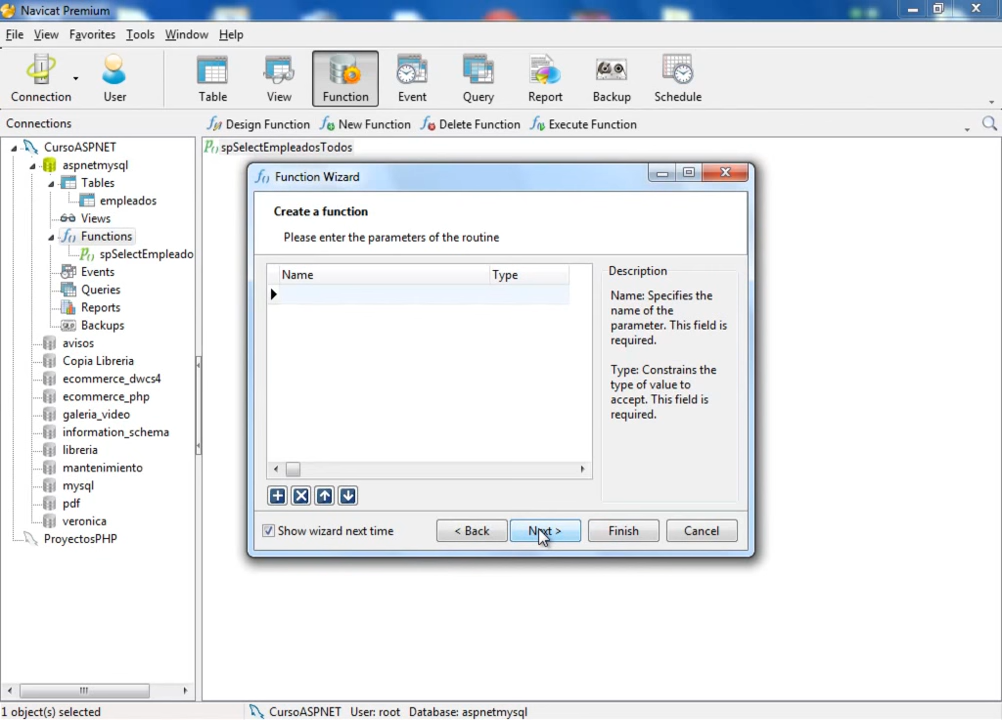 Navicat Premium
File View Favorites Tools Window Help
Connection User Table View Function Event Query Report Backup Schedule
Connections
Design Function New Function Delete Function Execute Function
CursoASPNET
aspnetmysql
Tables
empleados
Views
Functions
spSelectEmpleado
Events
Queries
Reports
Backups
avisos
Copia Libreria
ecommerce_dwcs4
ecommerce_php
galeria_video
information_schema
libreria
mantenimiento
mysql
pdf
veronica
ProyectosPHP
spSelectEmpleadosTodos
Function Wizard
Create a function
Please enter the parameters of the routine
Name Type
Description
Name: Specifies the
name of the
parameter. This field is
required.
Type: Constrains the
type of value to
accept. This field is
required.
Show wizard next time
< Back Next > Finish Cancel
1 object(s) selected
CursoASPNET User: root Database: aspnetmysql